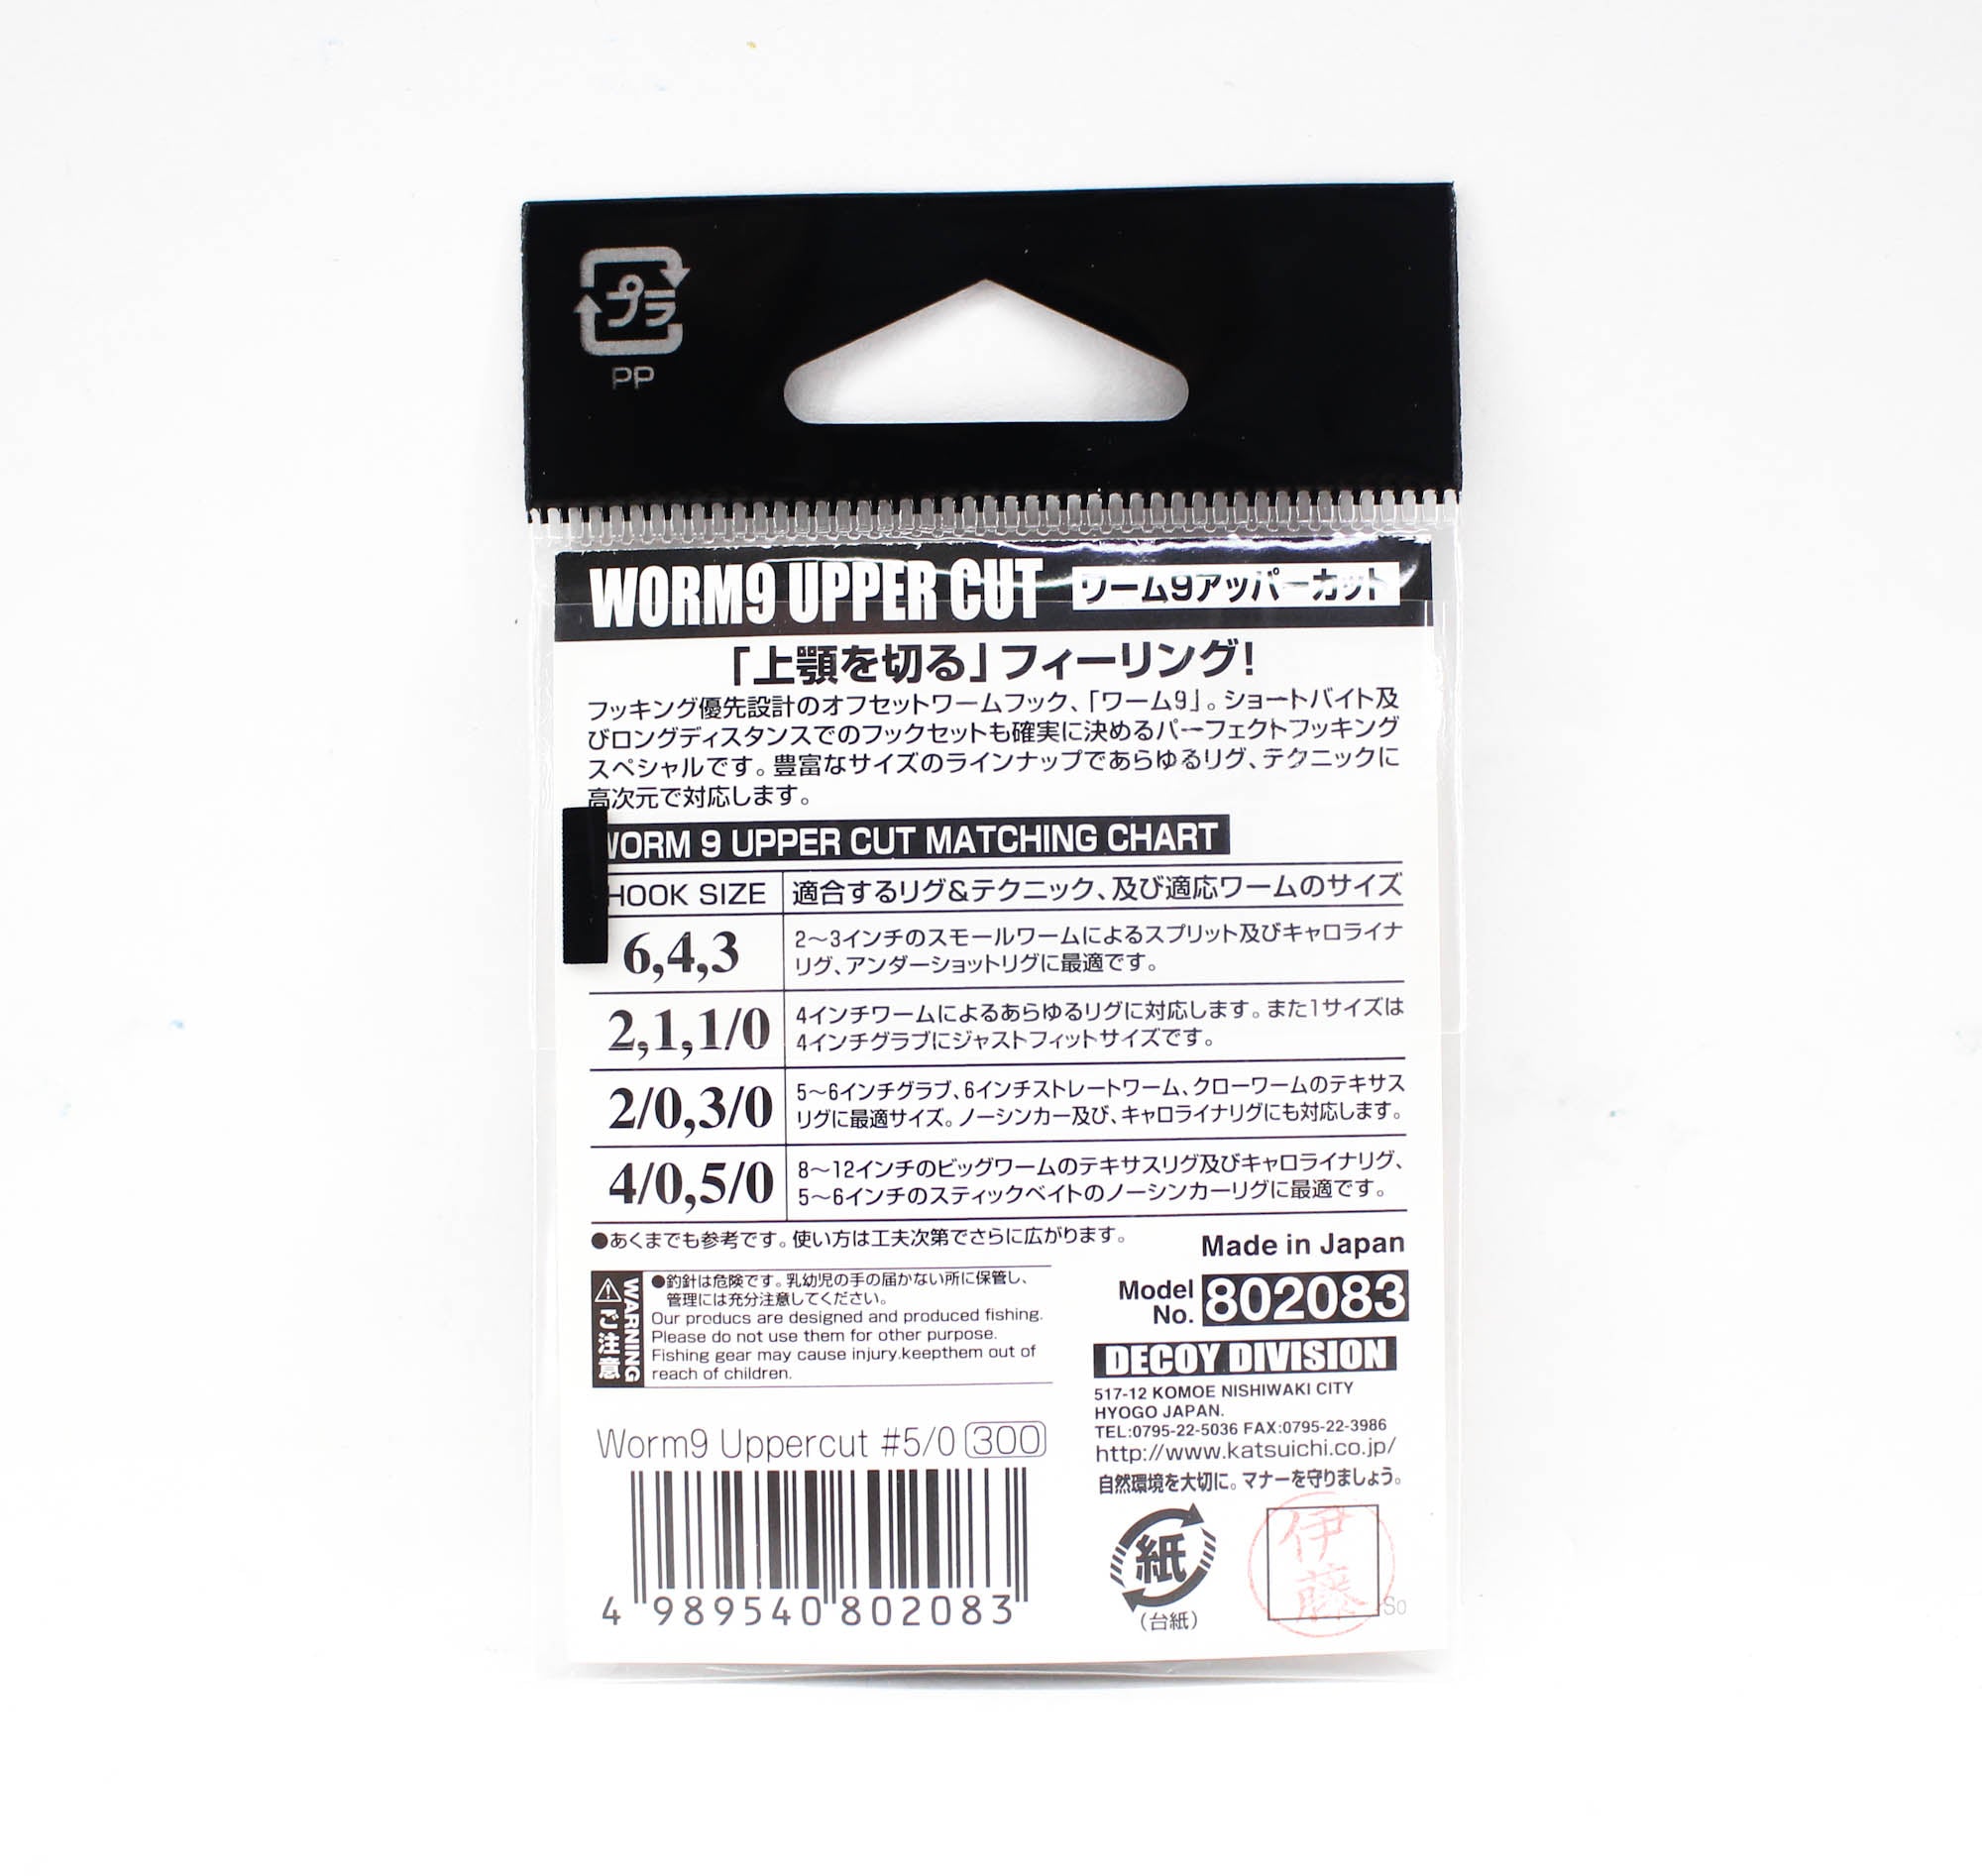 プラ
PP
WORM9 UPPER CUT ワーム9アッパーカット
「上顎を切る」フィーリング!
フッキング優先設計のオフセットワームフック、「ワーム9」。ショートバイト及
びロングディスタンスでのフックセットも確実に決めるパーフェクトフッキング
スペシャルです。豊富なサイズのラインナップであらゆるリグ、テクニックに
高次元で対応します。
WORM 9 UPPER CUT MATCHING CHART
HOOK SIZE 適合するリグ&テクニック、及び適応ワームのサイズ
6,4,3 2〜3インチのスモールワームによるスプリット及びキャロライナ
リグ、アンダーショットリグに最適です。
2,1,1/0 4インチワームによるあらゆるリグに対応します。また1サイズは
4インチグラブにジャストフィットサイズです。
2/0,3/0 5〜6インチグラブ、6インチストレートワーム、クローワームのテキサス
リグに最適サイズ。ノーシンカー及び、キャロライナリグにも対応します。
4/0,5/0 8〜12インチのビッグワームのテキサスリグ及びキャロライナリグ、
5〜6インチのスティックベイトのノーシンカーリグに最適です。
●あくまでも参考です。使い方は工夫次第でさらに広がります。
Made in Japan
WARNING
ご注意
●釣針は危険です。乳幼児の手の届かない所に保管し、
管理には充分注意してください。
Our producs are designed and produced fishing.
Please do not use them for other purpose.
Fishing gear may cause injury.keepthem out of
reach of children.
Model
No. 802083
DECOY DIVISION
517-12 KOMOE NISHIWAKI CITY
HYOGO JAPAN.
TEL:0795-22-5036 FAX:0795-22-3986
http://www.katsuichi.co.jp/
自然環境を大切に。マナーを守りましょう。
Worm9 Uppercut #5/0 300
4 989540 802083
紙
(台紙)
伊藤
So